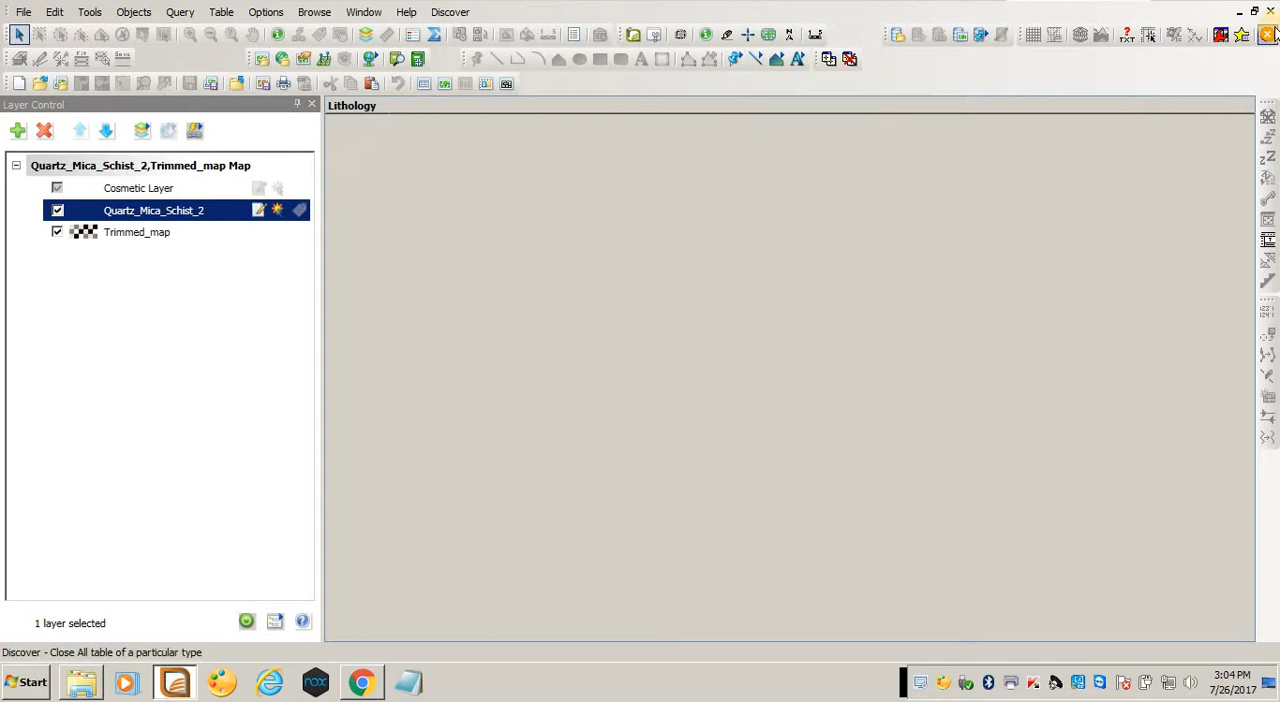 File Edit Tools Objects Query Table Options Browse Window Help Discover
Layer Control
Lithology
Quartz_Mica_Schist_2,Trimmed_map Map
Cosmetic Layer
Quartz_Mica_Schist_2
Trimmed_map
1 layer selected
Discover - Close All table of a particular type
Start
nox
3:04 PM
7/26/2017